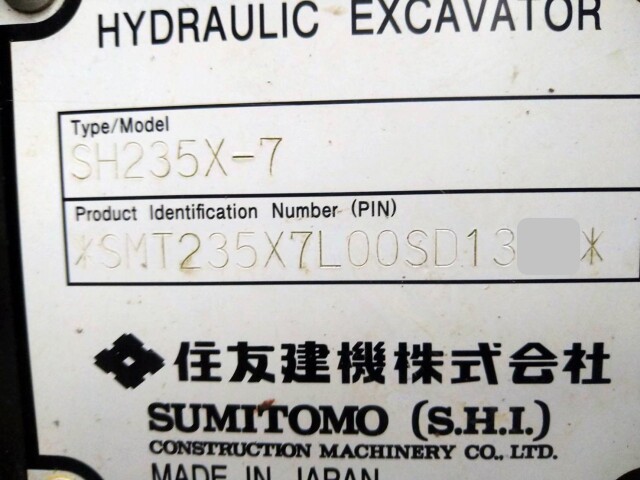 HYDRAULIC EXCAVATOR
Type/Model
SH235X-7
Product Identification Number (PIN)
*SMT235X7L00SD13 *
住友建機株式会社
SUMITOMO (S.H.I.)
CONSTRUCTION MACHINERY CO., LTD.
MADE IN JAPAN